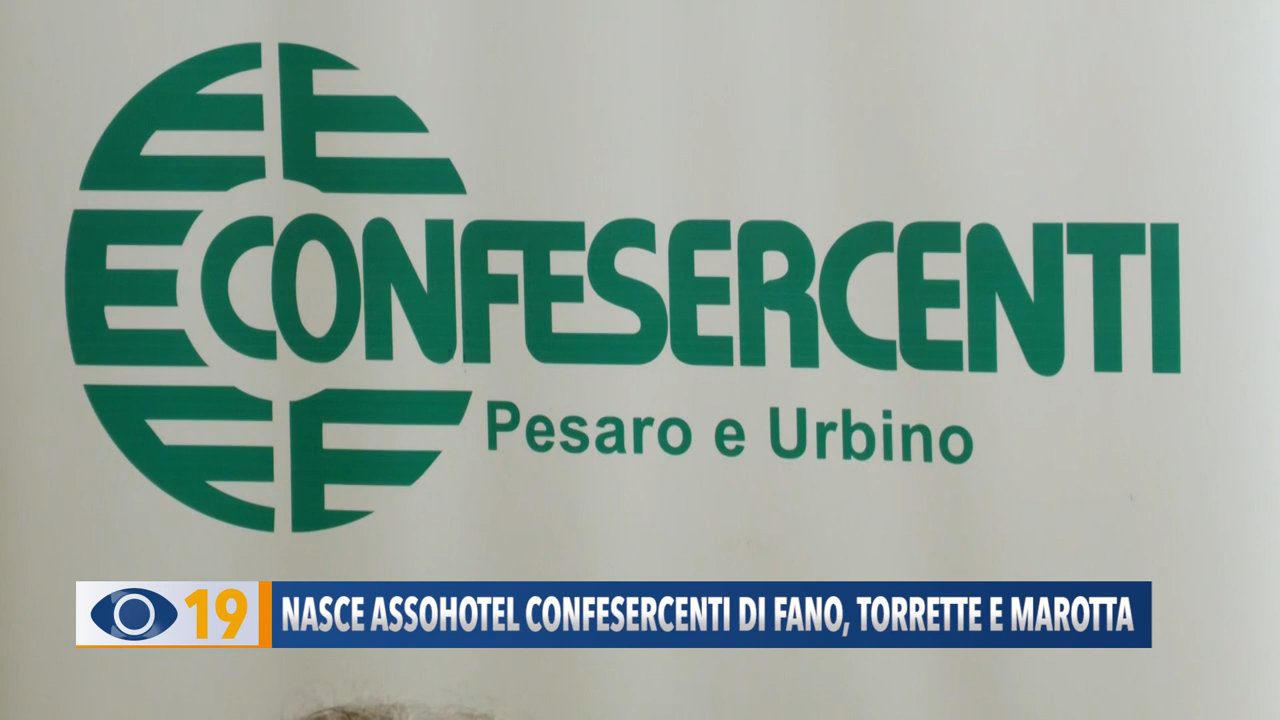 CONFESERCENTI
Pesaro e Urbino
19 NASCE ASSOHOTEL CONFESERCENTI DI FANO, TORRETTE E MAROTTA